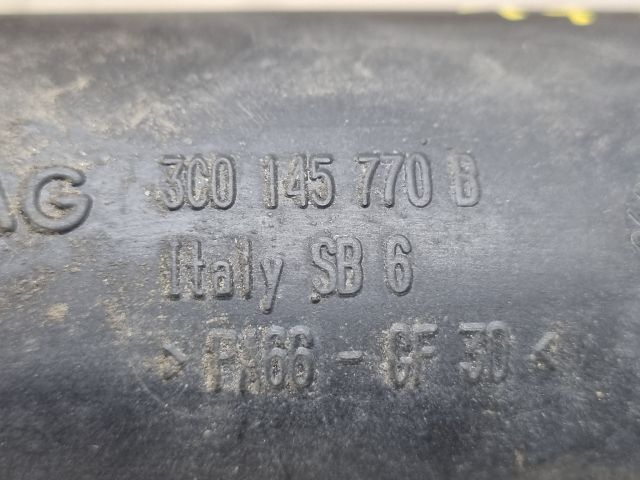 AG 3C0 145 770 B
Italy SB 6
> PA66 - GF 30 <